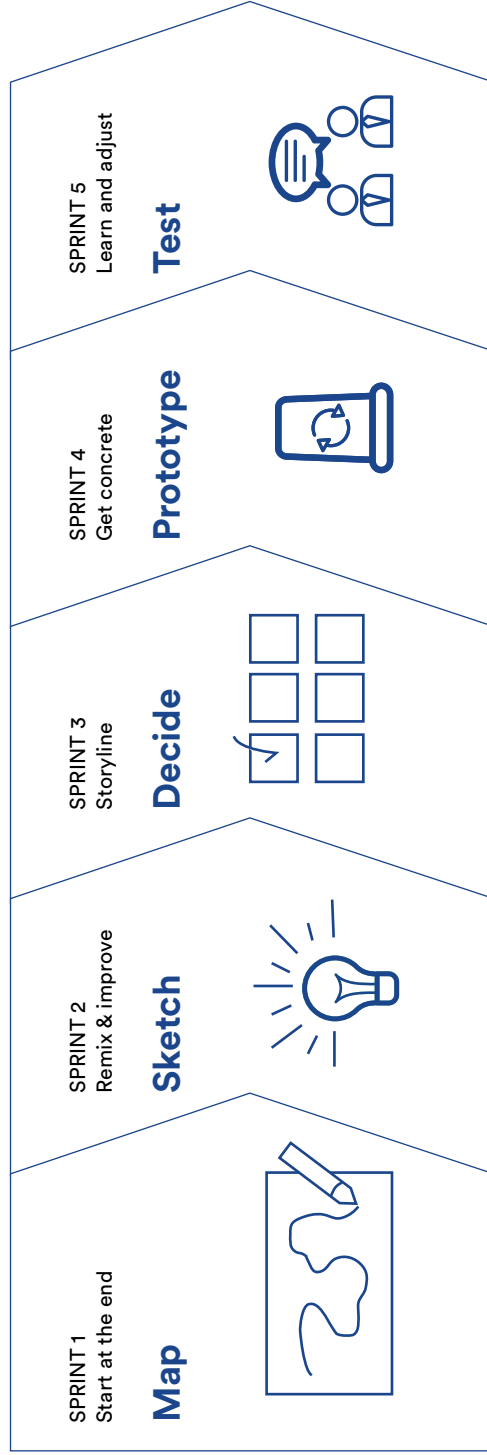 SPRINT 1
Start at the end
Map
SPRINT 2
Remix & improve
Sketch
SPRINT 3
Storyline
Decide
SPRINT 4
Get concrete
Prototype
SPRINT 5
Learn and adjust
Test